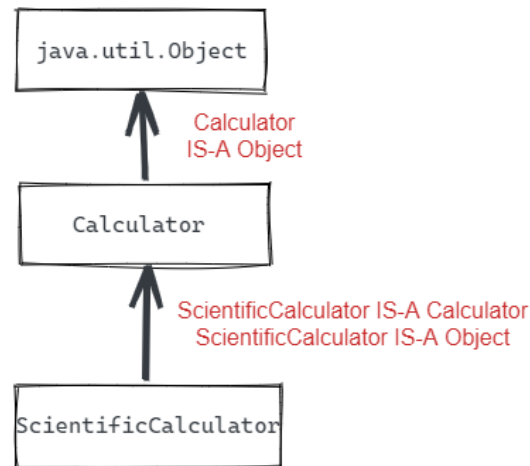 java.util.Object
Calculator
IS-A Object
Calculator
ScientificCalculator IS-A Calculator
ScientificCalculator IS-A Object
ScientificCalculator